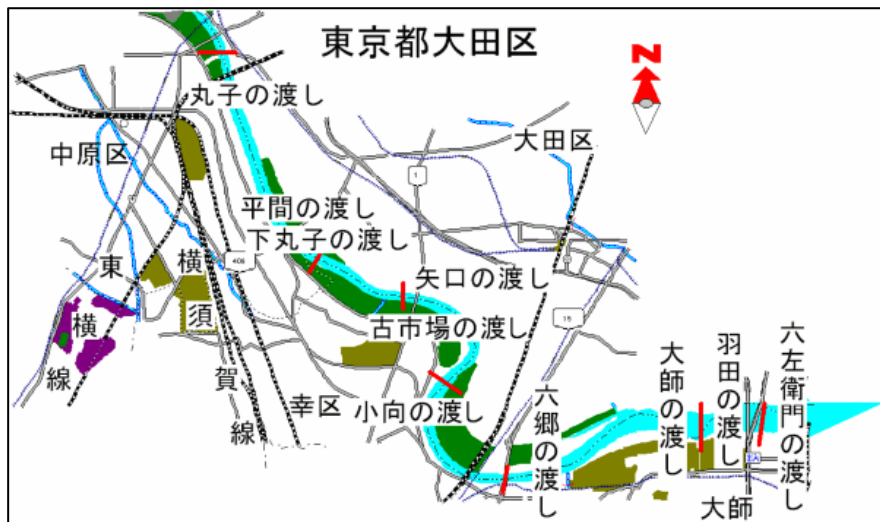 東京都大田区
N
丸子の渡し
中原区
大田区
1
平間の渡し
下丸子の渡し
409
矢口の渡し
東横線
横須賀線
15
古市場の渡し
幸区
小向の渡し
六郷の渡し
大師の渡し
羽田の渡し
六左衛門の渡し
大師